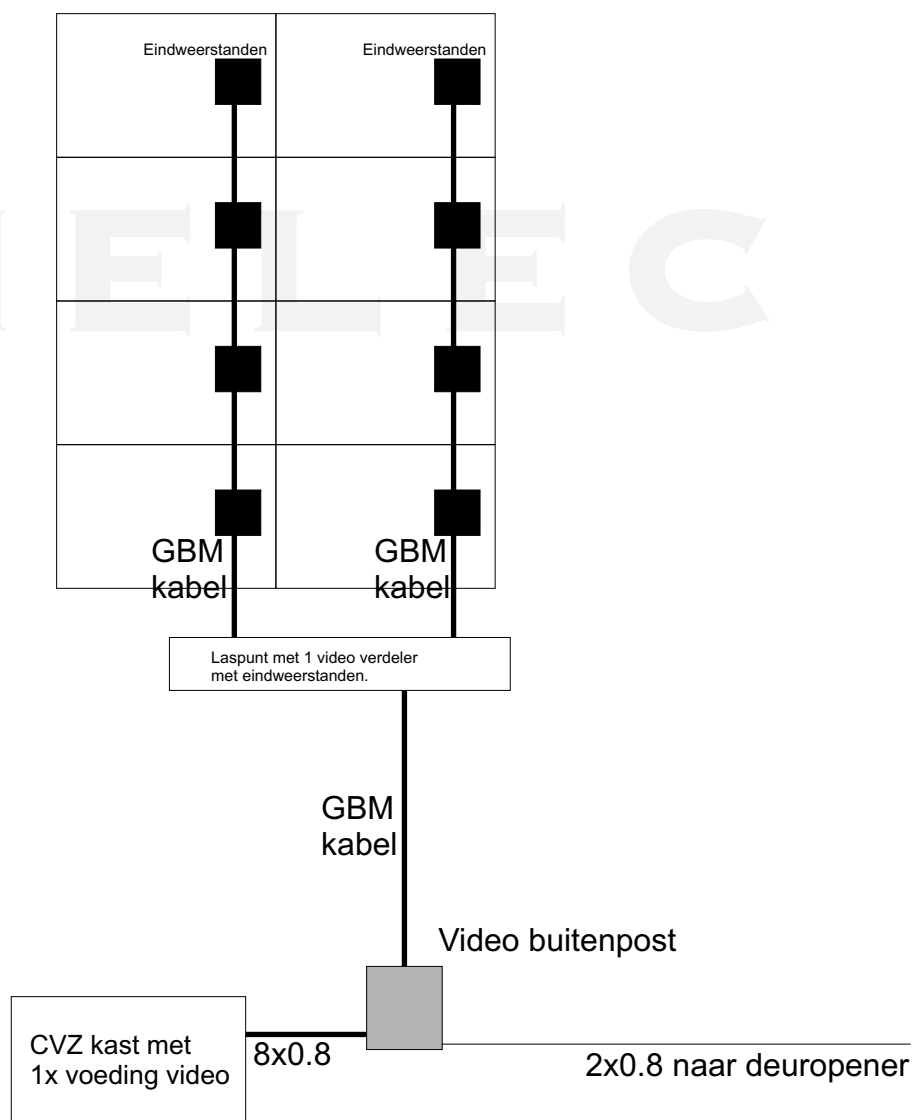 Eindweerstanden
Eindweerstanden
ELEC
GBM
kabel
GBM
kabel
Laspunt met 1 video verdeler
met eindweerstanden.
GBM
kabel
Video buitenpost
CVZ kast met
1x voeding video
8x0.8
2x0.8 naar deuropener